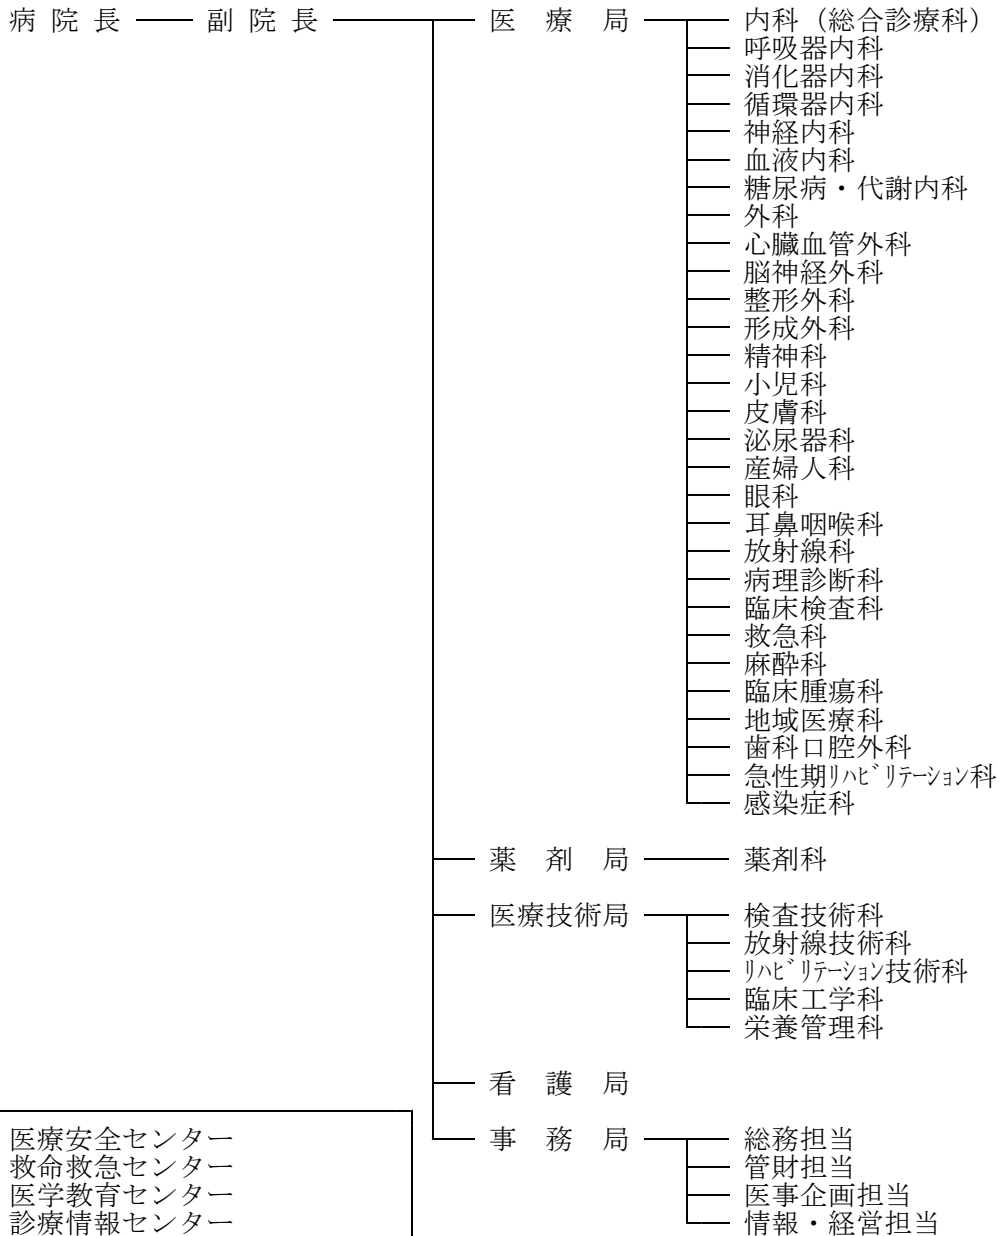 病院長 副院長 医療局 内科（総合診療科）
呼吸器内科
消化器内科
循環器内科
神経内科
血液内科
糖尿病・代謝内科
外科
心臓血管外科
脳神経外科
整形外科
形成外科
精神科
小児科
皮膚科
泌尿器科
産婦人科
眼科
耳鼻咽喉科
放射線科
病理診断科
臨床検査科
救急科
麻酔科
臨床腫瘍科
地域医療科
歯科口腔外科
急性期ﾘﾊﾋﾞﾘﾃｰｼｮﾝ科
感染症科
薬剤局 薬剤科
医療技術局 検査技術科
放射線技術科
ﾘﾊﾋﾞﾘﾃｰｼｮﾝ技術科
臨床工学科
栄養管理科
看護局
事務局 総務担当
管財担当
医事企画担当
情報・経営担当
医療安全センター
救命救急センター
医学教育センター
診療情報センター